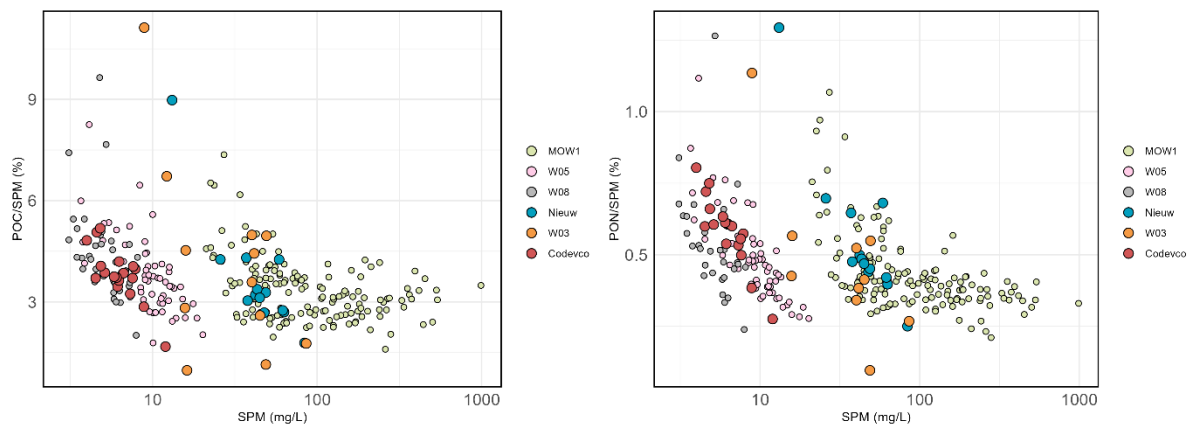 POC/SPM (%)
9
6
3
10
100
1000
SPM (mg/L)
MOW1
W05
W08
Nieuw
W03
Codevco
PON/SPM (%)
1.0
0.5
10
100
1000
SPM (mg/L)
MOW1
W05
W08
Nieuw
W03
Codevco